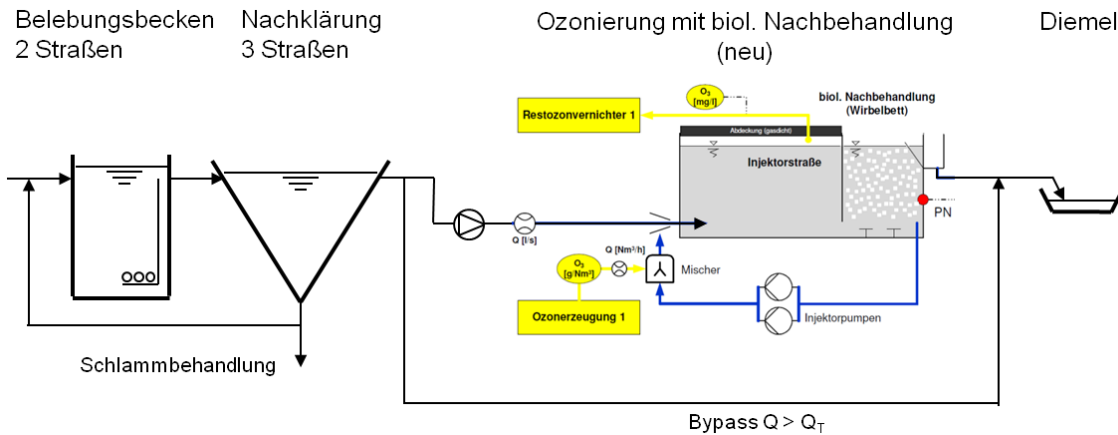 Belebungsbecken
2 Straßen
Nachklärung
3 Straßen
Ozonierung mit biol. Nachbehandlung
(neu)
Diemel
O₃
[mg/l]
Restozonvernichter 1
biol. Nachbehandlung
(Wirbelbett)
Abdeckung (gasdicht)
Injektorstraße
PN
Q [l/s]
Q [Nm³/h]
O₃
[g/Nm³]
Mischer
Ozonerzeugung 1
Injektorpumpen
Schlammbehandlung
Bypass Q > Q_T